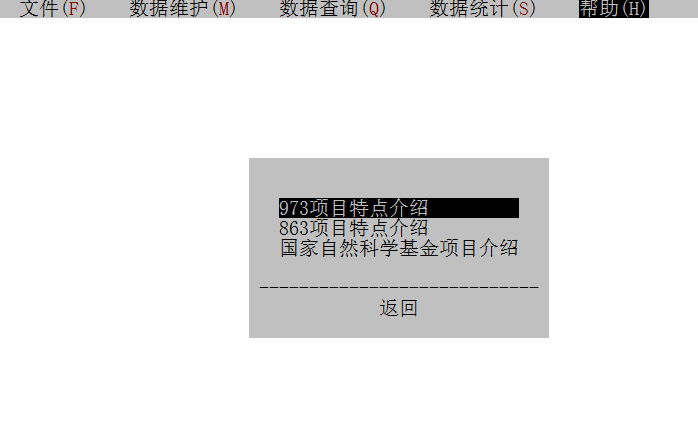 文件(F) 数据维护(M) 数据查询(Q) 数据统计(S) 帮助(H)
973项目特点介绍
863项目特点介绍
国家自然科学基金项目介绍
----------------------------
返回